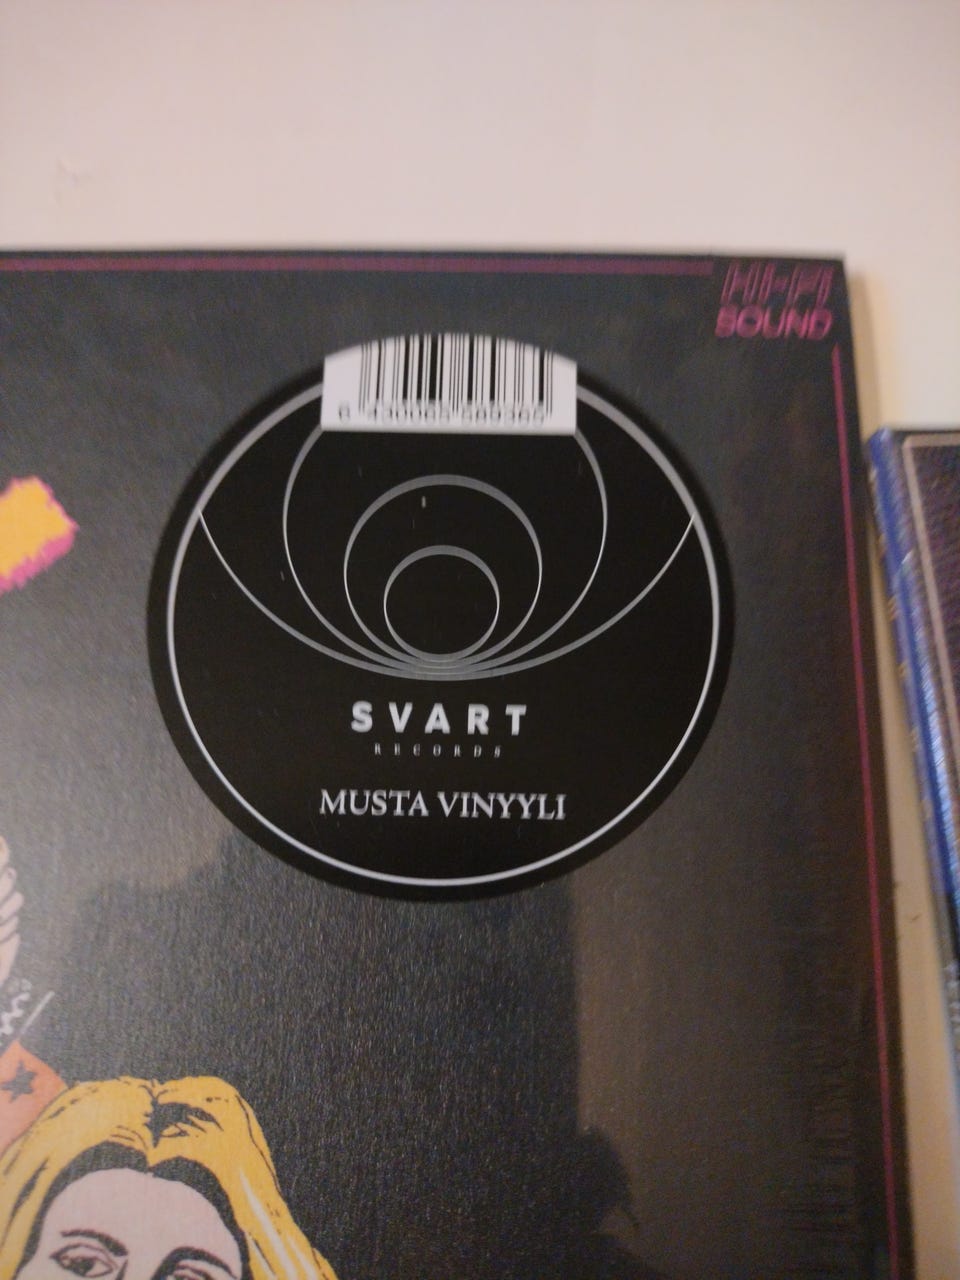 HI-FI
SOUND
SVART
RECORDS
MUSTA VINYYLI